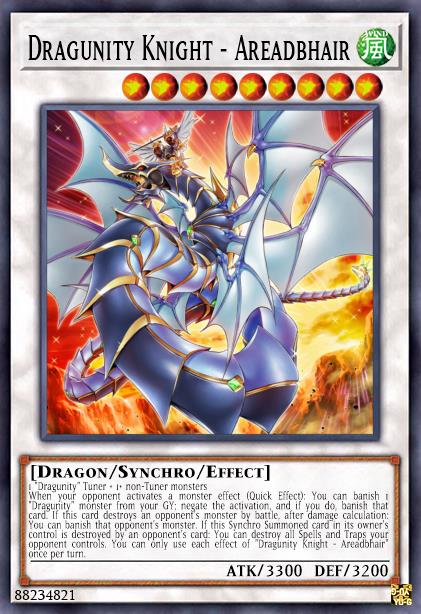 Dragunity Knight - Areadbhair
WIND
風
[Dragon/Synchro/Effect]
1 "Dragunity" Tuner + 1+ non-Tuner monsters
When your opponent activates a monster effect (Quick Effect): You can banish 1
"Dragunity" monster from your GY; negate the activation, and if you do, banish that
card. If this card destroys an opponent's monster by battle, after damage calculation:
You can banish that opponent's monster. If this Synchro Summoned card in its owner's
control is destroyed by an opponent's card: You can destroy all Spells and Traps your
opponent controls. You can only use each effect of "Dragunity Knight - Areadbhair"
once per turn.
ATK/3300 DEF/3200
88234821